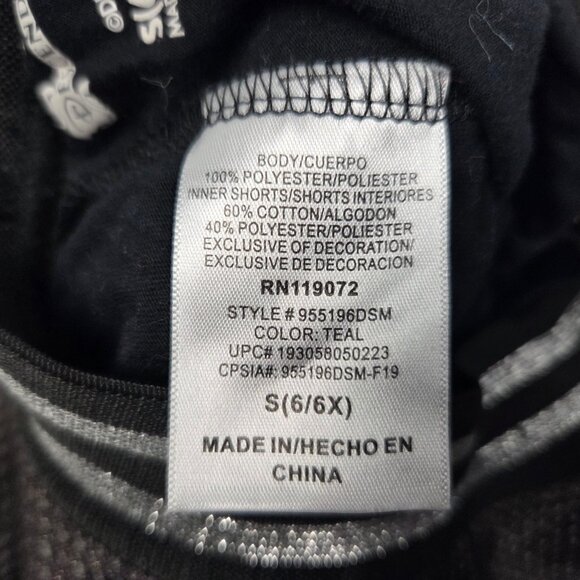 BODY/CUERPO
100% POLYESTER/POLIESTER
INNER SHORTS/SHORTS INTERIORES
60% COTTON/ALGODON
40% POLYESTER/POLIESTER
EXCLUSIVE OF DECORATION/
EXCLUSIVE DE DECORACION
RN119072
STYLE # 955196DSM
COLOR: TEAL
UPC# 193058050223
CPSIA#: 955196DSM-F19
S(6/6X)
MADE IN/HECHO EN
CHINA